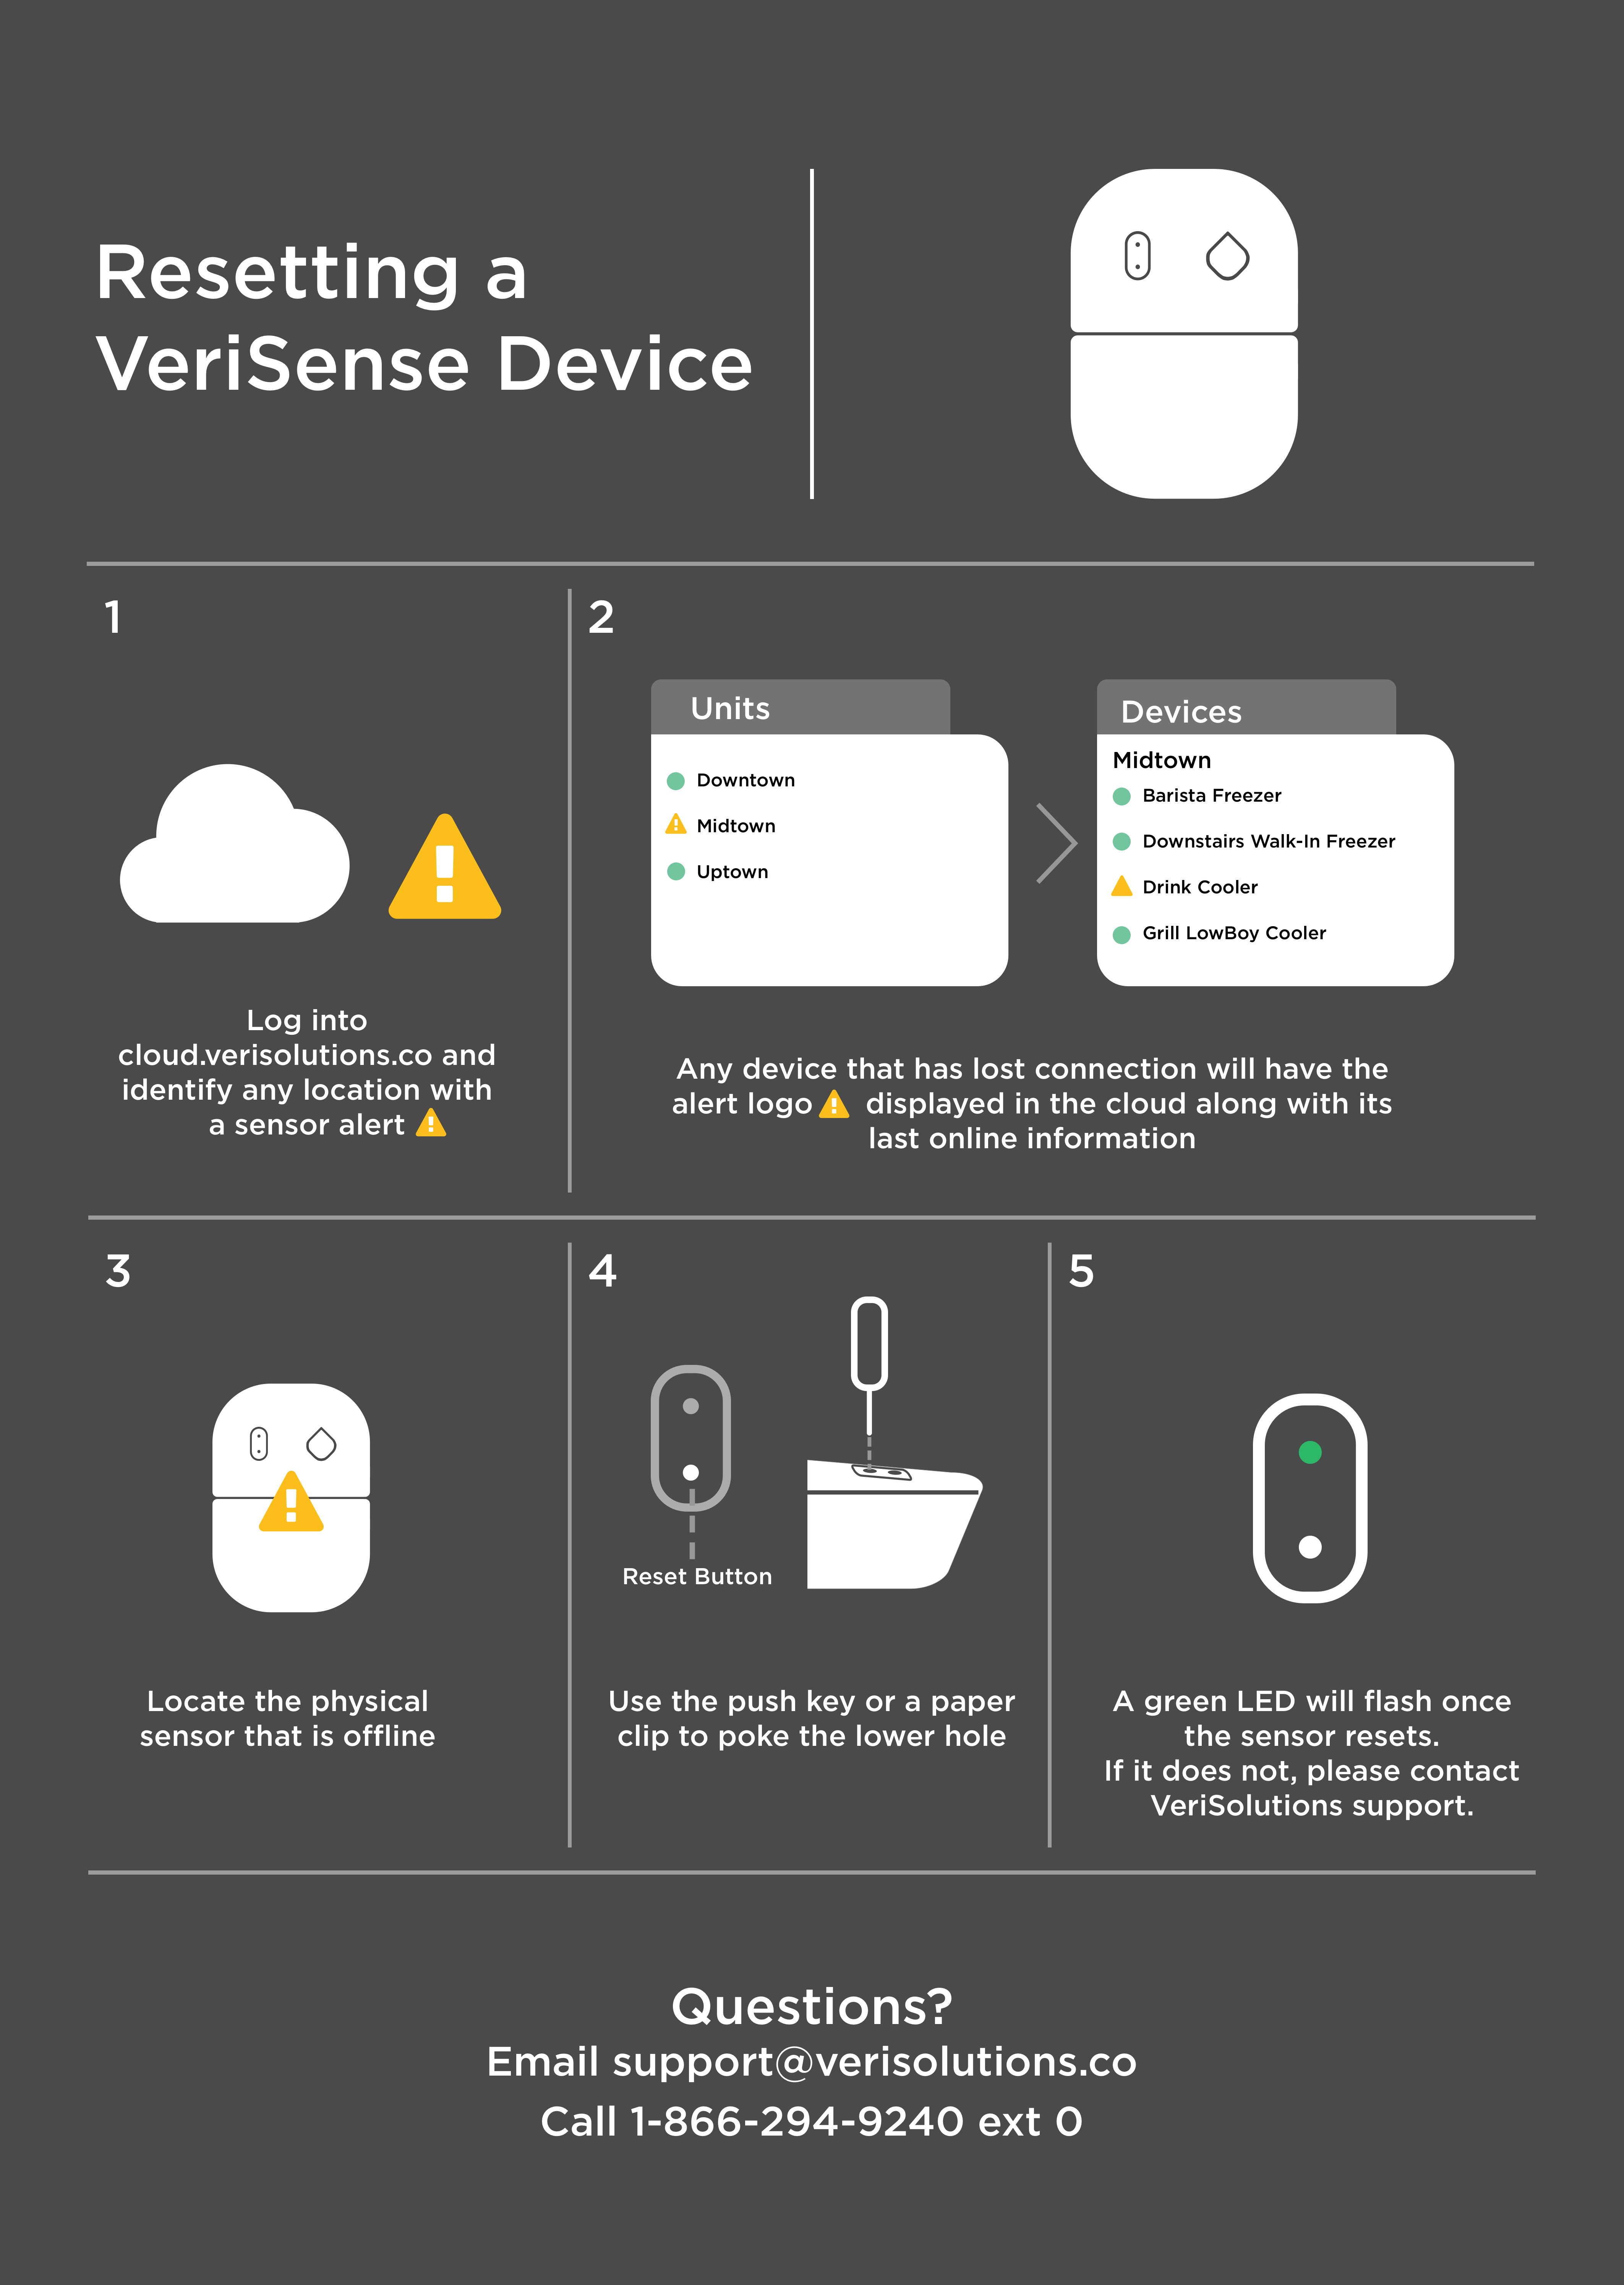 Resetting a
VeriSense Device
1
Log into
cloud.verisolutions.co and
identify any location with
a sensor alert
2
Units
Downtown
Midtown
Uptown
Devices
Midtown
Barista Freezer
Downstairs Walk-In Freezer
Drink Cooler
Grill LowBoy Cooler
Any device that has lost connection will have the
alert logo displayed in the cloud along with its
last online information
3
Locate the physical
sensor that is offline
4
Reset Button
Use the push key or a paper
clip to poke the lower hole
5
A green LED will flash once
the sensor resets.
If it does not, please contact
VeriSolutions support.
Questions?
Email support@verisolutions.co
Call 1-866-294-9240 ext 0